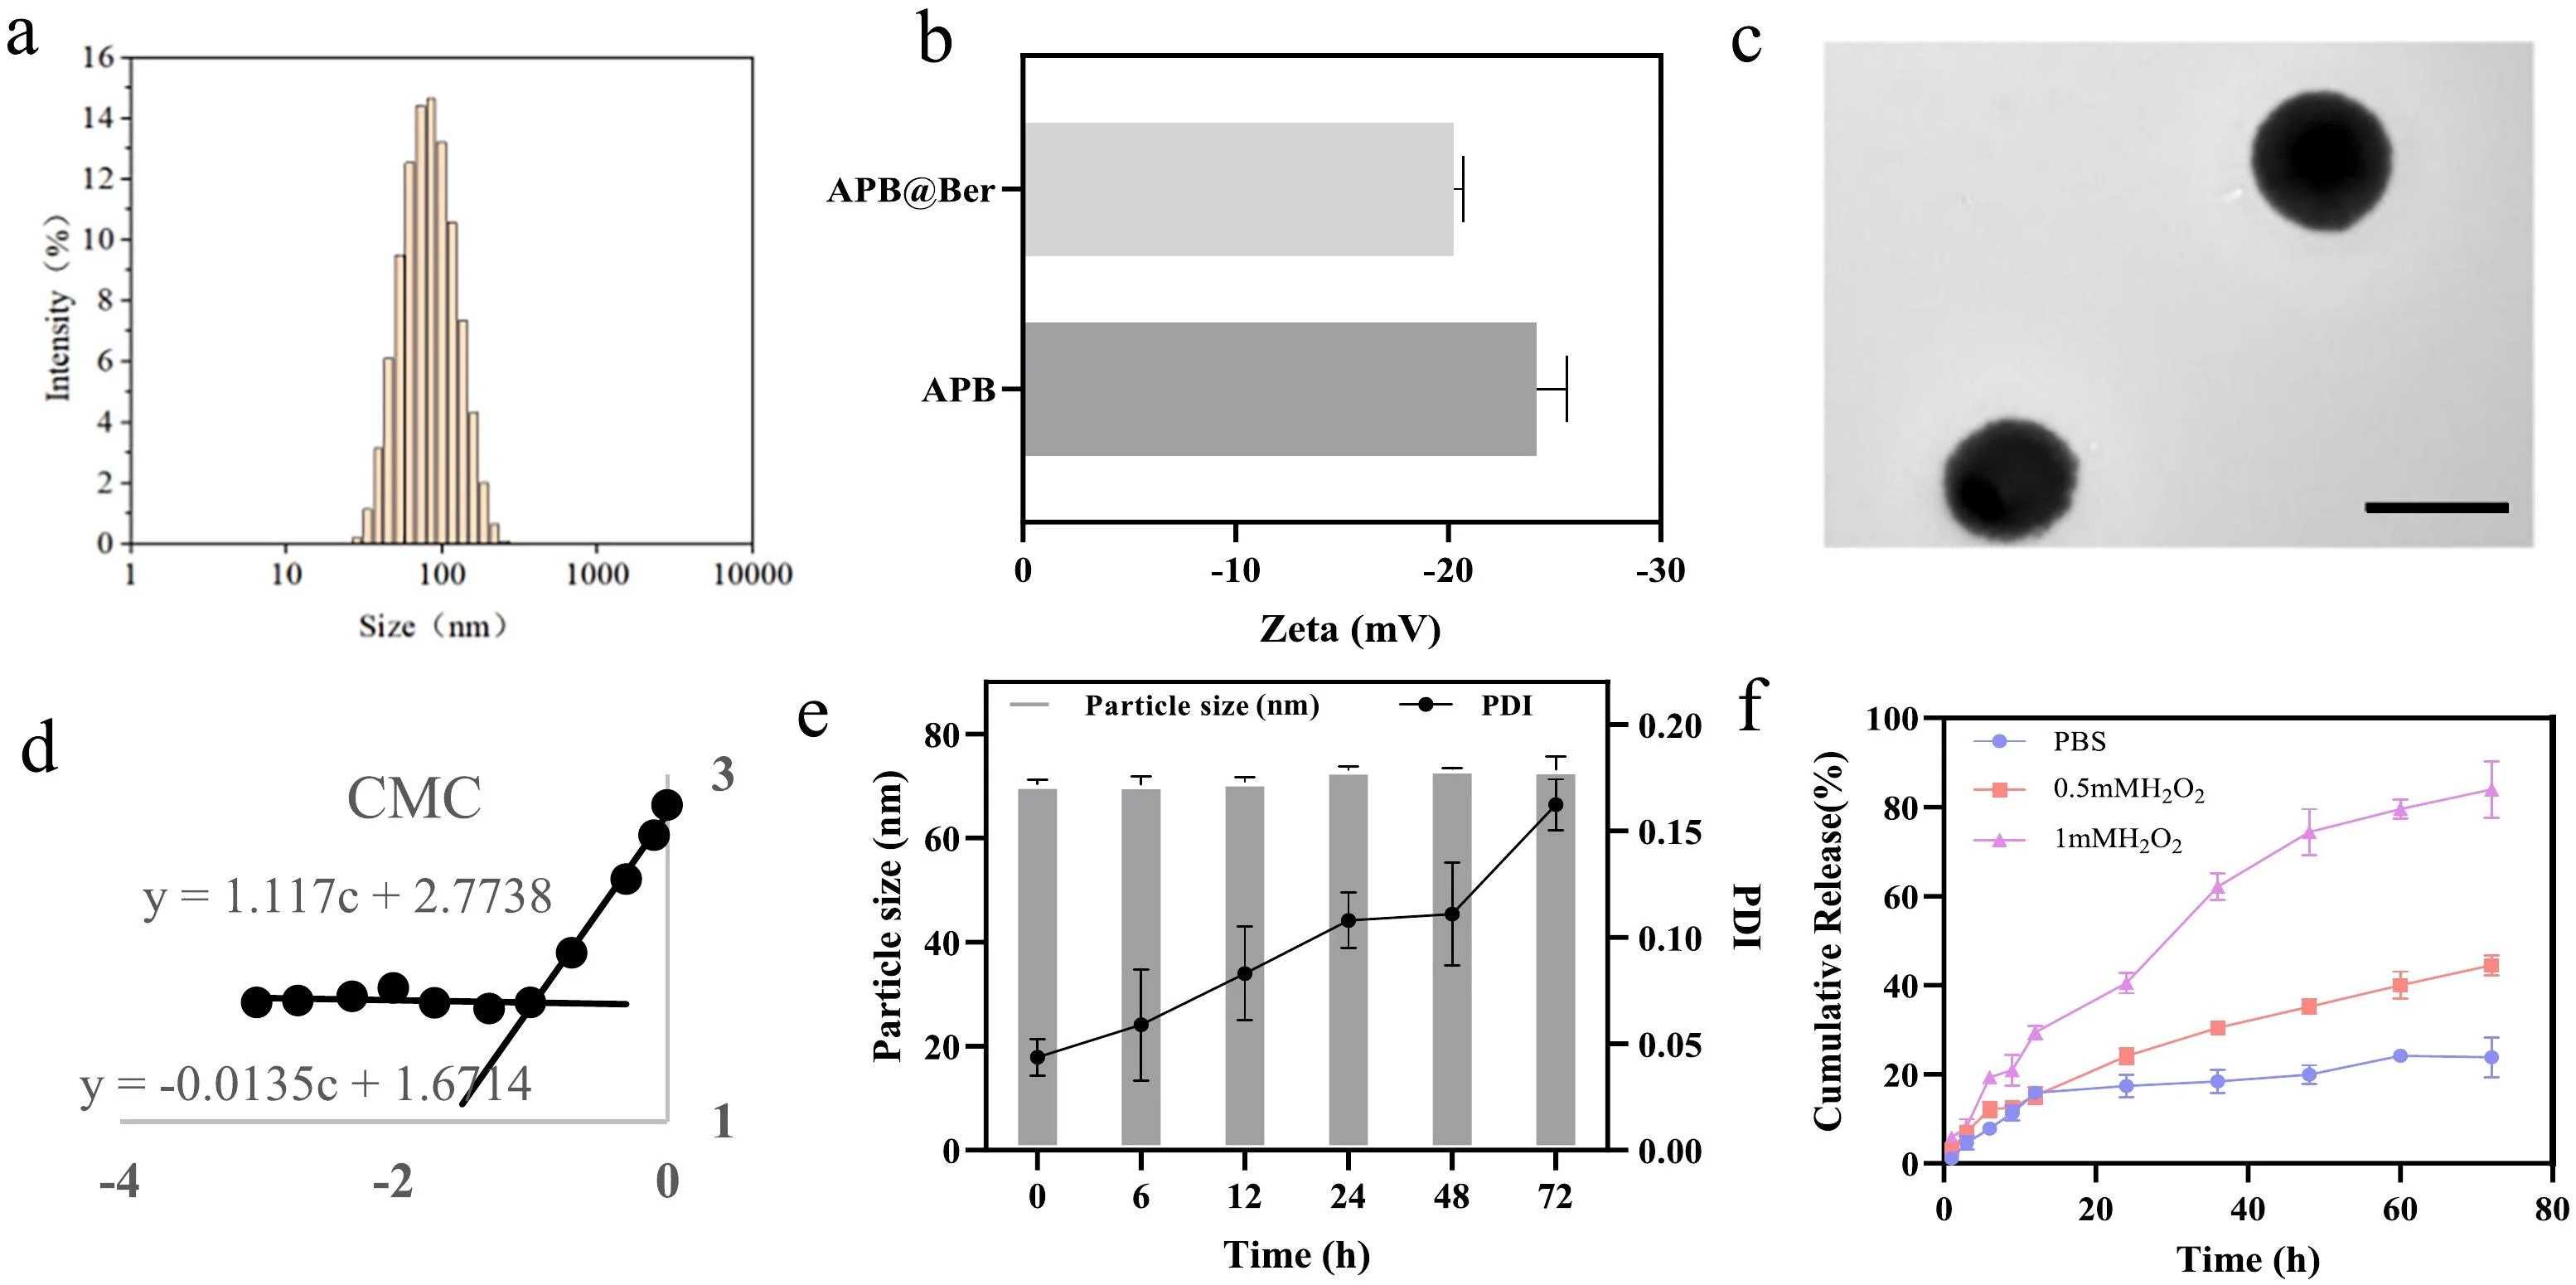 a
16
14
12
10
8
6
4
2
0
Intensity (%)
1 10 100 1000 10000
Size (nm)
b
APB@Ber
APB
0 -10 -20 -30
Zeta (mV)
c
d
CMC
3
y = 1.117c + 2.7738
y = -0.0135c + 1.6714
1
-4 -2 0
e
Particle size (nm) PDI
80
60
40
20
0
Particle size (nm)
0.20
0.15
0.10
0.05
0.00
PDI
0 6 12 24 48 72
Time (h)
f
100
80
60
40
20
0
Cumulative Release(%)
PBS
0.5mMH₂O₂
1mMH₂O₂
0 20 40 60 80
Time (h)